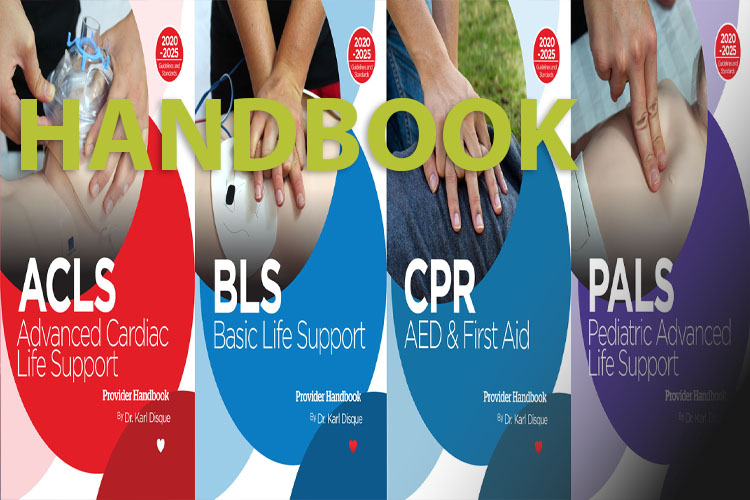 HANDBOOK
2020
-2025
Guidelines and
Standards
ACLS
Advanced Cardiac
Life Support
Provider Handbook
By Dr. Karl Disque
2020
-2025
Guidelines and
Standards
BLS
Basic Life Support
Provider Handbook
By Dr. Karl Disque
2020
-2025
Guidelines and
Standards
CPR
AED & First Aid
Provider Handbook
By Dr. Karl Disque
2020
-2025
Guidelines and
Standards
PALS
Pediatric Advanced
Life Support
Provider Handbook
By Dr. Karl Disque